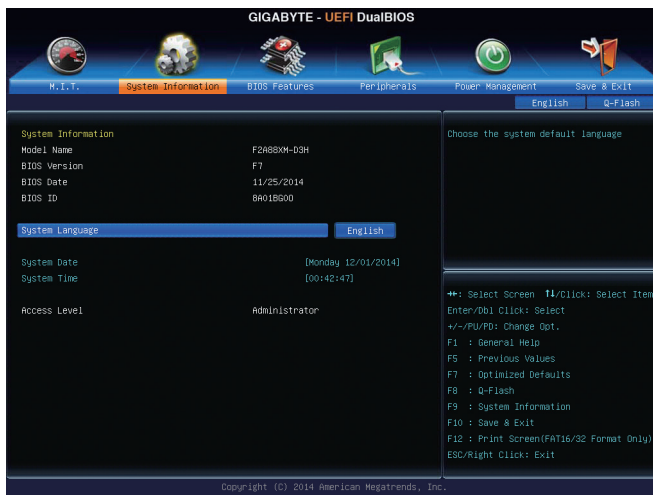 GIGABYTE - UEFI DualBIOS
M.I.T. System Information BIOS Features Peripherals Power Management Save & Exit
English Q-Flash
System Information
Model Name F2A88XM-D3H
BIOS Version F7
BIOS Date 11/25/2014
BIOS ID 8A01BG0D
System Language English
System Date [Monday 12/01/2014]
System Time [00:42:47]
Access Level Administrator
Choose the system default language
→←: Select Screen ↑↓/Click: Select Item
Enter/Dbl Click: Select
+/-/PU/PD: Change Opt.
F1 : General Help
F5 : Previous Values
F7 : Optimized Defaults
F8 : Q-Flash
F9 : System Information
F10 : Save & Exit
F12 : Print Screen(FAT16/32 Format Only)
ESC/Right Click: Exit
Copyright (C) 2014 American Megatrends, Inc.